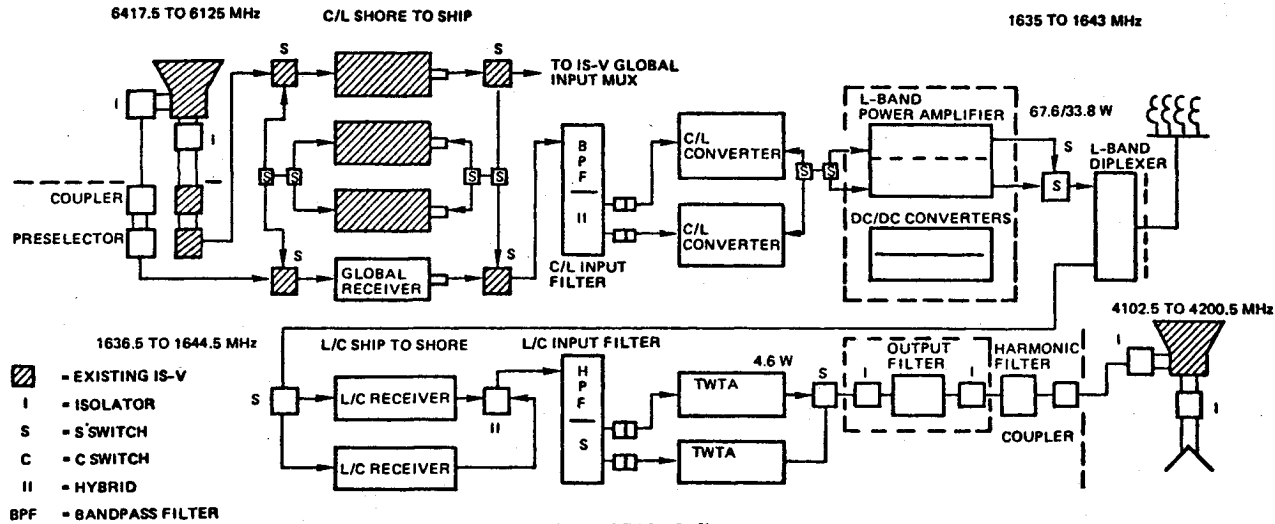 6417.5 TO 6125 MHz
C/L SHORE TO SHIP
1635 TO 1643 MHz
S
S
TO IS-V GLOBAL
INPUT MUX
I
I
L-BAND
POWER AMPLIFIER
67.6/33.8 W
S
L-BAND
DIPLEXER
BPF
II
C/L
CONVERTER
S
S
S
S
S
S
S
COUPLER
PRESELECTOR
S
GLOBAL
RECEIVER
S
C/L INPUT
FILTER
C/L
CONVERTER
DC/DC CONVERTERS
4102.5 TO 4200.5 MHz
1636.5 TO 1644.5 MHz
L/C SHIP TO SHORE
L/C INPUT FILTER
4.6 W
OUTPUT
FILTER
HARMONIC
FILTER
I
I
= EXISTING IS-V
I = ISOLATOR
S = S SWITCH
C = C SWITCH
II = HYBRID
BPF = BANDPASS FILTER
S
L/C RECEIVER
II
L/C RECEIVER
HPF
S
TWTA
S
TWTA
I
I
COUPLER